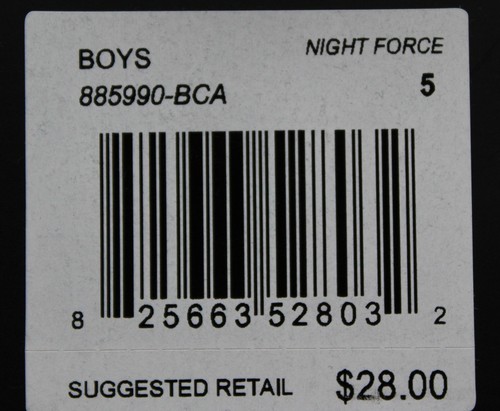 BOYS NIGHT FORCE
885990-BCA 5
8 25663 52803 2
SUGGESTED RETAIL $28.00